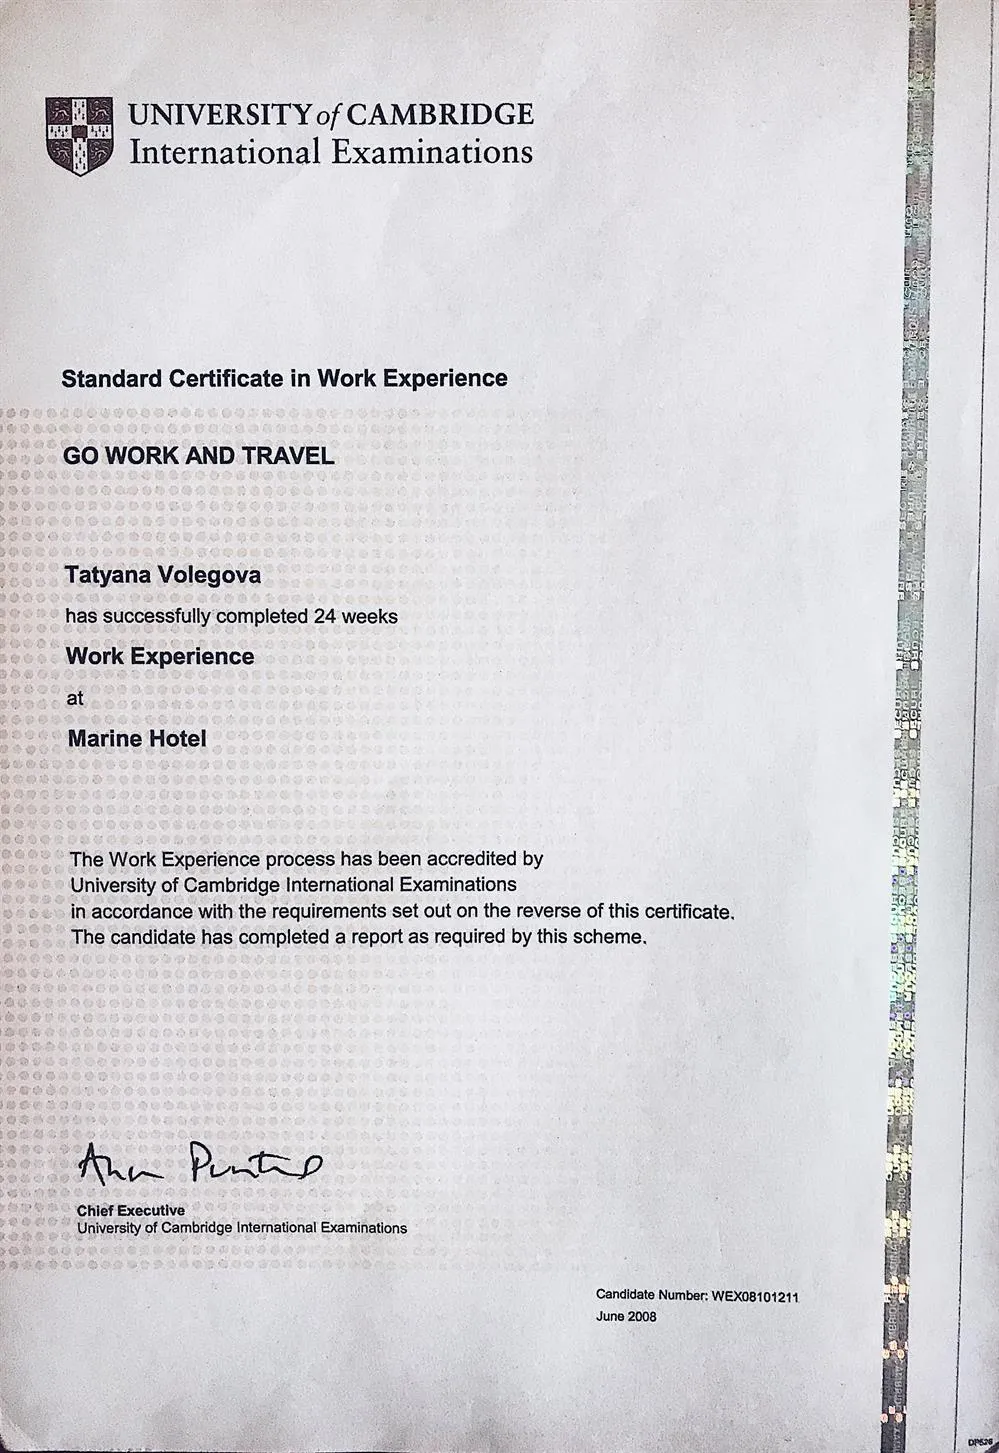 UNIVERSITY of CAMBRIDGE
International Examinations
Standard Certificate in Work Experience
GO WORK AND TRAVEL
Tatyana Volegova
has successfully completed 24 weeks
Work Experience
at
Marine Hotel
The Work Experience process has been accredited by
University of Cambridge International Examinations
in accordance with the requirements set out on the reverse of this certificate.
The candidate has completed a report as required by this scheme.
Chief Executive
University of Cambridge International Examinations
Candidate Number: WEX08101211
June 2008